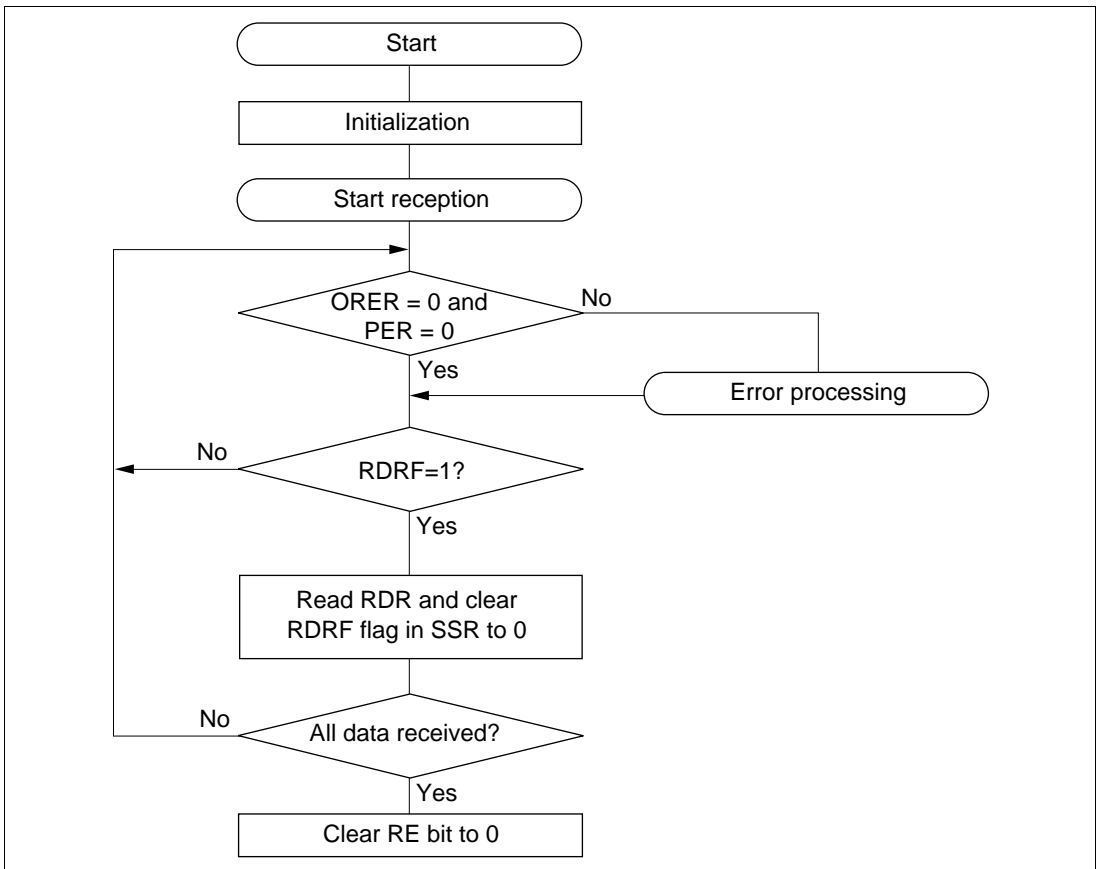 Start
Initialization
Start reception
ORER = 0 and
PER = 0
No
Yes
Error processing
No
RDRF=1?
Yes
Read RDR and clear
RDRF flag in SSR to 0
No
All data received?
Yes
Clear RE bit to 0